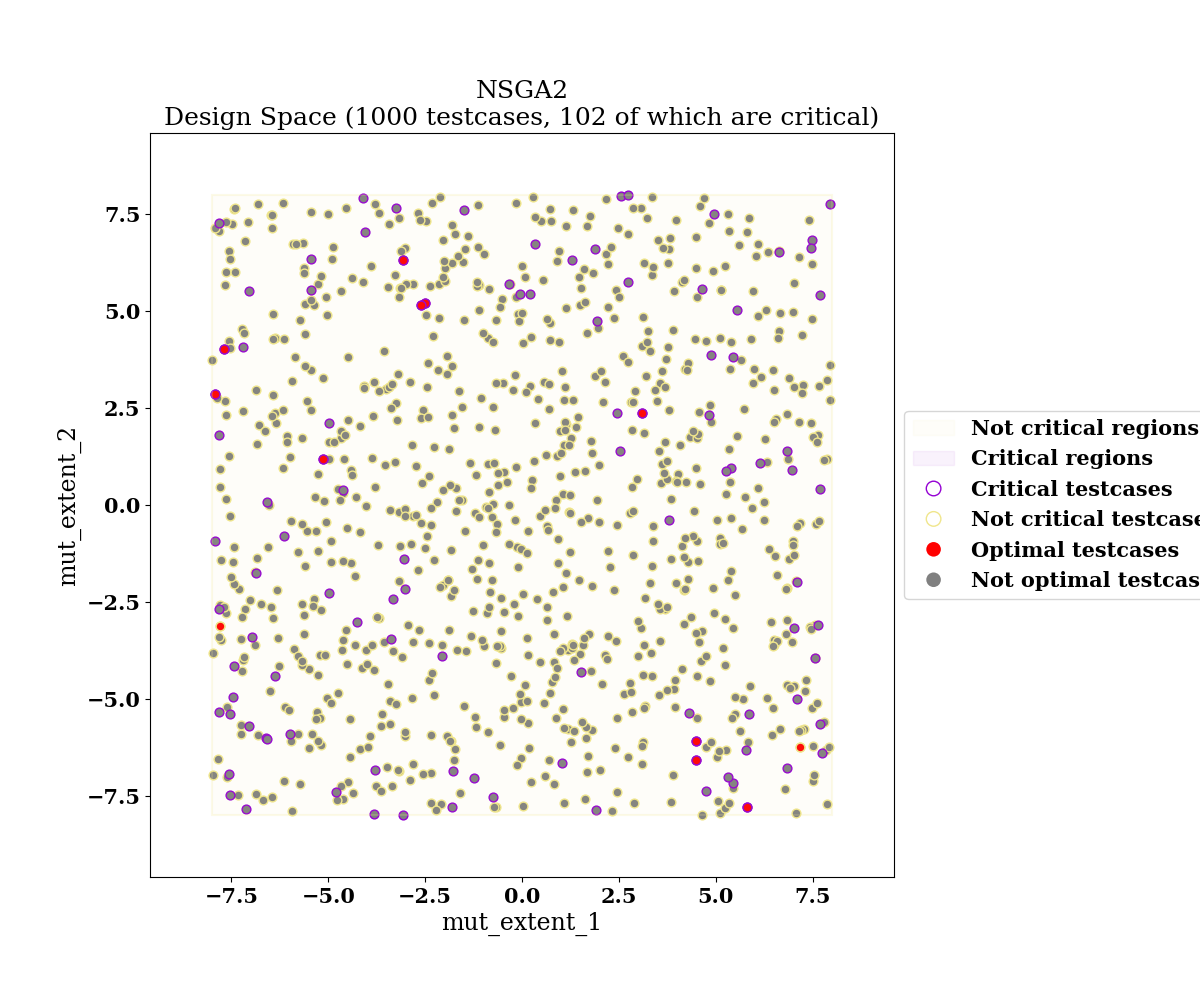 NSGA2
Design Space (1000 testcases, 102 of which are critical)
mut_extent_2
7.5
5.0
2.5
0.0
−2.5
−5.0
−7.5
−7.5
−5.0
−2.5
0.0
2.5
5.0
7.5
mut_extent_1
Not critical regions
Critical regions
Critical testcases
Not critical testcase
Optimal testcases
Not optimal testcas